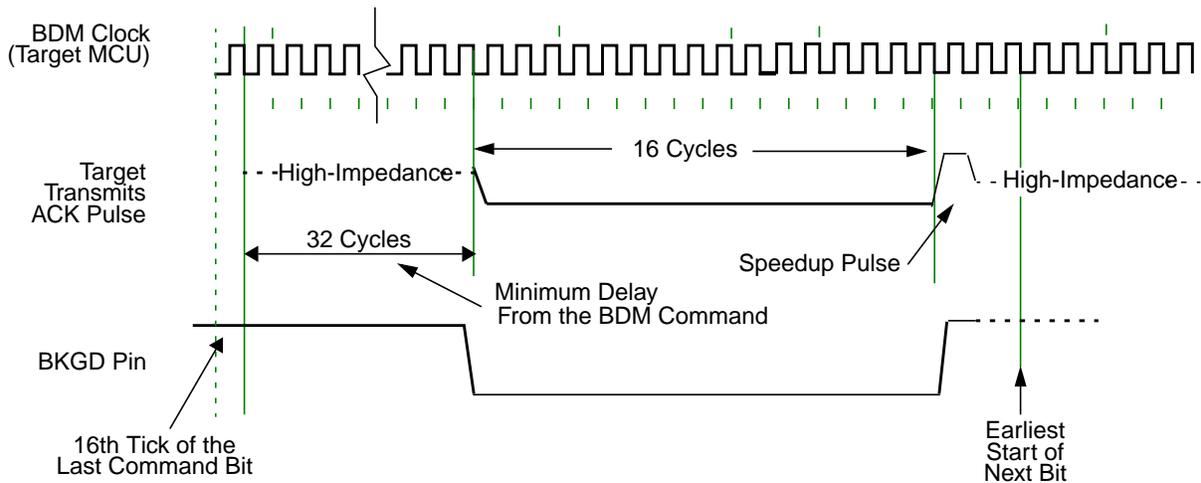 BDM Clock
(Target MCU)
16 Cycles
Target
Transmits
ACK Pulse
High-Impedance
High-Impedance
32 Cycles
Speedup Pulse
Minimum Delay
From the BDM Command
BKGD Pin
16th Tick of the
Last Command Bit
Earliest
Start of
Next Bit